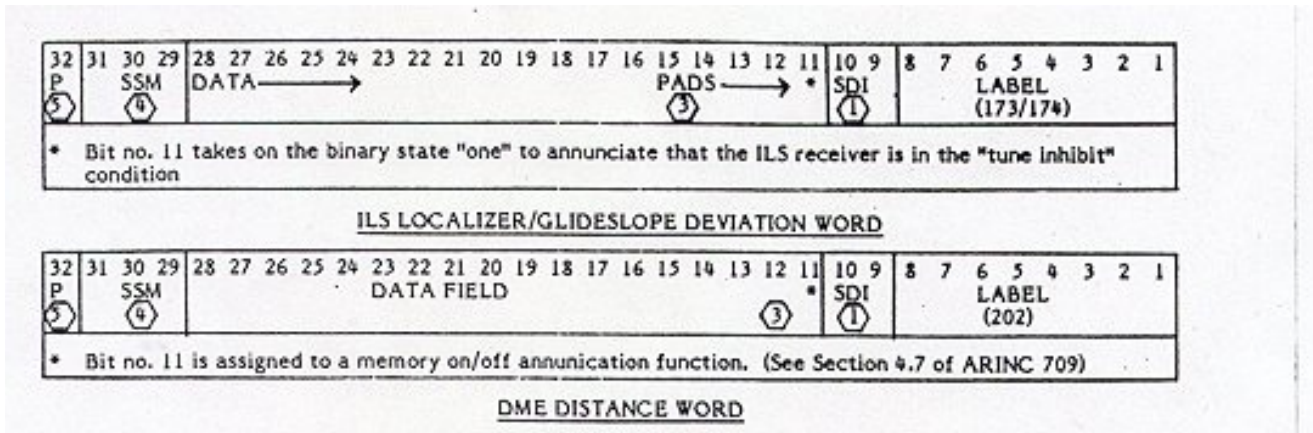 32 31 30 29 28 27 26 25 24 23 22 21 20 19 18 17 16 15 14 13 12 11 10 9 8 7 6 5 4 3 2 1
P SSM DATA PADS * SDI LABEL
5 4 3 1 (173/174)
* Bit no. 11 takes on the binary state "one" to annunciate that the ILS receiver is in the "tune inhibit"
condition
ILS LOCALIZER/GLIDESLOPE DEVIATION WORD
32 31 30 29 28 27 26 25 24 23 22 21 20 19 18 17 16 15 14 13 12 11 10 9 8 7 6 5 4 3 2 1
P SSM DATA FIELD * SDI LABEL
5 4 3 1 (202)
* Bit no. 11 is assigned to a memory on/off annunication function. (See Section 4.7 of ARINC 709)
DME DISTANCE WORD